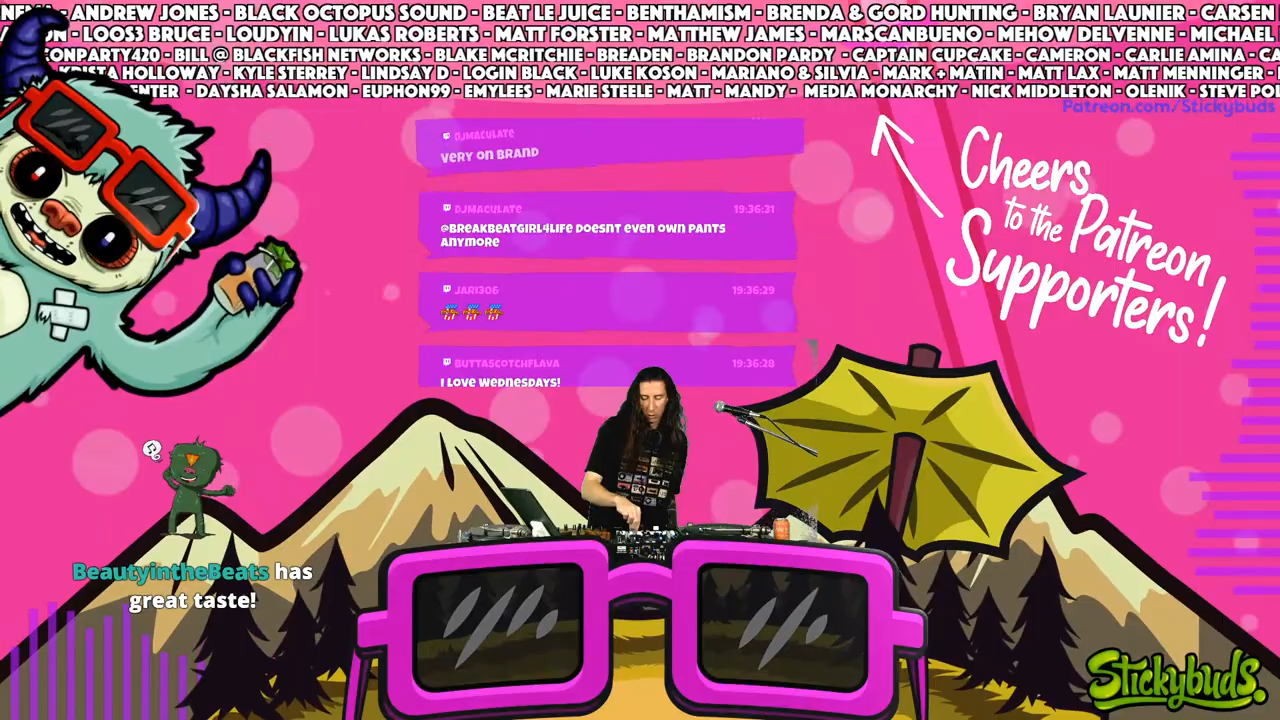 - ANDREW JONES - BLACK OCTOPUS SOUND - BEAT LE JUICE - BENTHAMISM - BRENDA & GORD HUNTING - BRYAN LAUNIER - CARSEN
- LOOS3 BRUCE - LOUDYIN - LUKAS ROBERTS - MATT FORSTER - MATTHEW JAMES - MARSCANBUENO - MEHOW DELVENNE - MICHAEL
EONPARTY420 - BILL @ BLACKFISH NETWORKS - BLAKE MCRITCHIE - BREADEN - BRANDON PARDY - CAPTAIN CUPCAKE - CAMERON - CARLIE AMINA - CA
KRISTA HOLLOWAY - KYLE STERREY - LINDSAY D - LOGIN BLACK - LUKE KOSON - MARIANO & SILVIA - MARK + MATIN - MATT LAX - MATT MENNINGER -
ENTER - DAYSHA SALAMON - EUPHON99 - EMYLEES - MARIE STEELE - MATT - MANDY - MEDIA MONARCHY - NICK MIDDLETON - OLENIK - STEVE POL
Patreon.com/Stickybuds
DJMACULATE
VERY ON BRAND
DJMACULATE 19:36:31
@BREAKBEATGIRL4LIFE DOESNT EVEN OWN PANTS
ANYMORE
JARI306 19:36:29
BUTTASCOTCHFLAVA 19:36:28
I LOVE WEDNESDAYS!
Cheers
to the Patreon
Supporters!
BeautyintheBeats has
great taste!
Stickybuds.